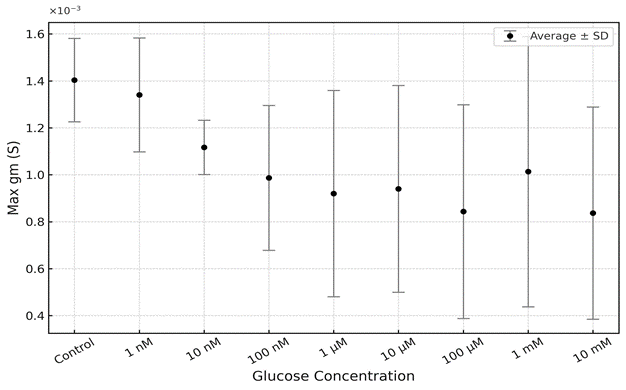 ×10⁻³
Average ± SD
1.6
1.4
1.2
1.0
0.8
0.6
0.4
Max gm (S)
Control
1 nM
10 nM
100 nM
1 μM
10 μM
100 μM
1 mM
10 mM
Glucose Concentration